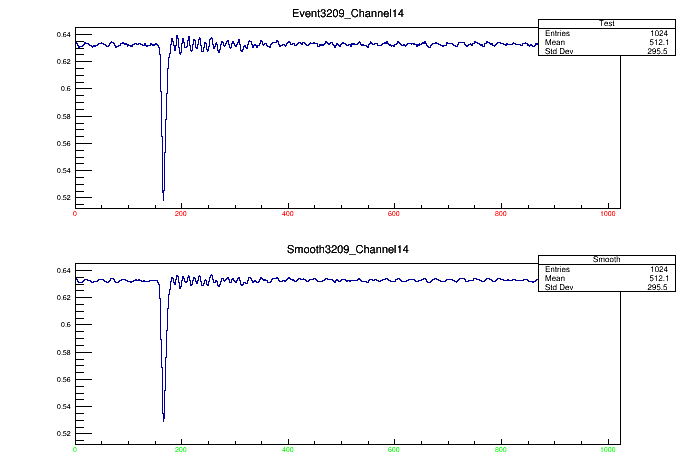 Event3209_Channel14
Test
Entries 1024
Mean 512.1
Std Dev 295.5
0.64
0.62
0.6
0.58
0.56
0.54
0.52
0 200 400 600 800 1000
Smooth3209_Channel14
Smooth
Entries 1024
Mean 512.1
Std Dev 295.5
0.64
0.62
0.6
0.58
0.56
0.54
0.52
0 200 400 600 800 1000